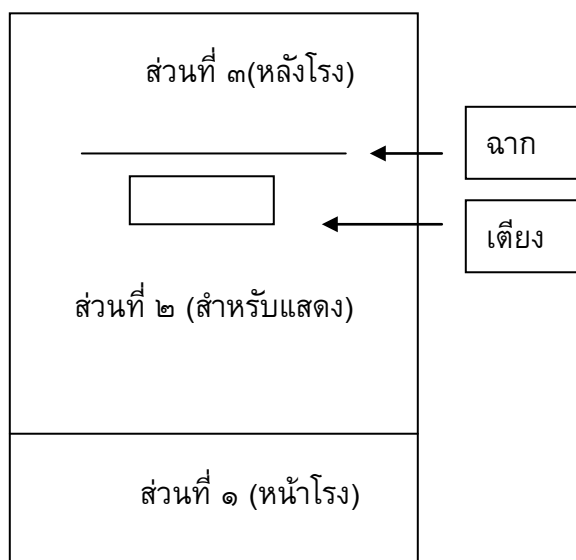 ส่วนที่ ๓(หลังโรง)
ฉาก
เตียง
ส่วนที่ ๒ (สำหรับแสดง)
ส่วนที่ ๑ (หน้าโรง)